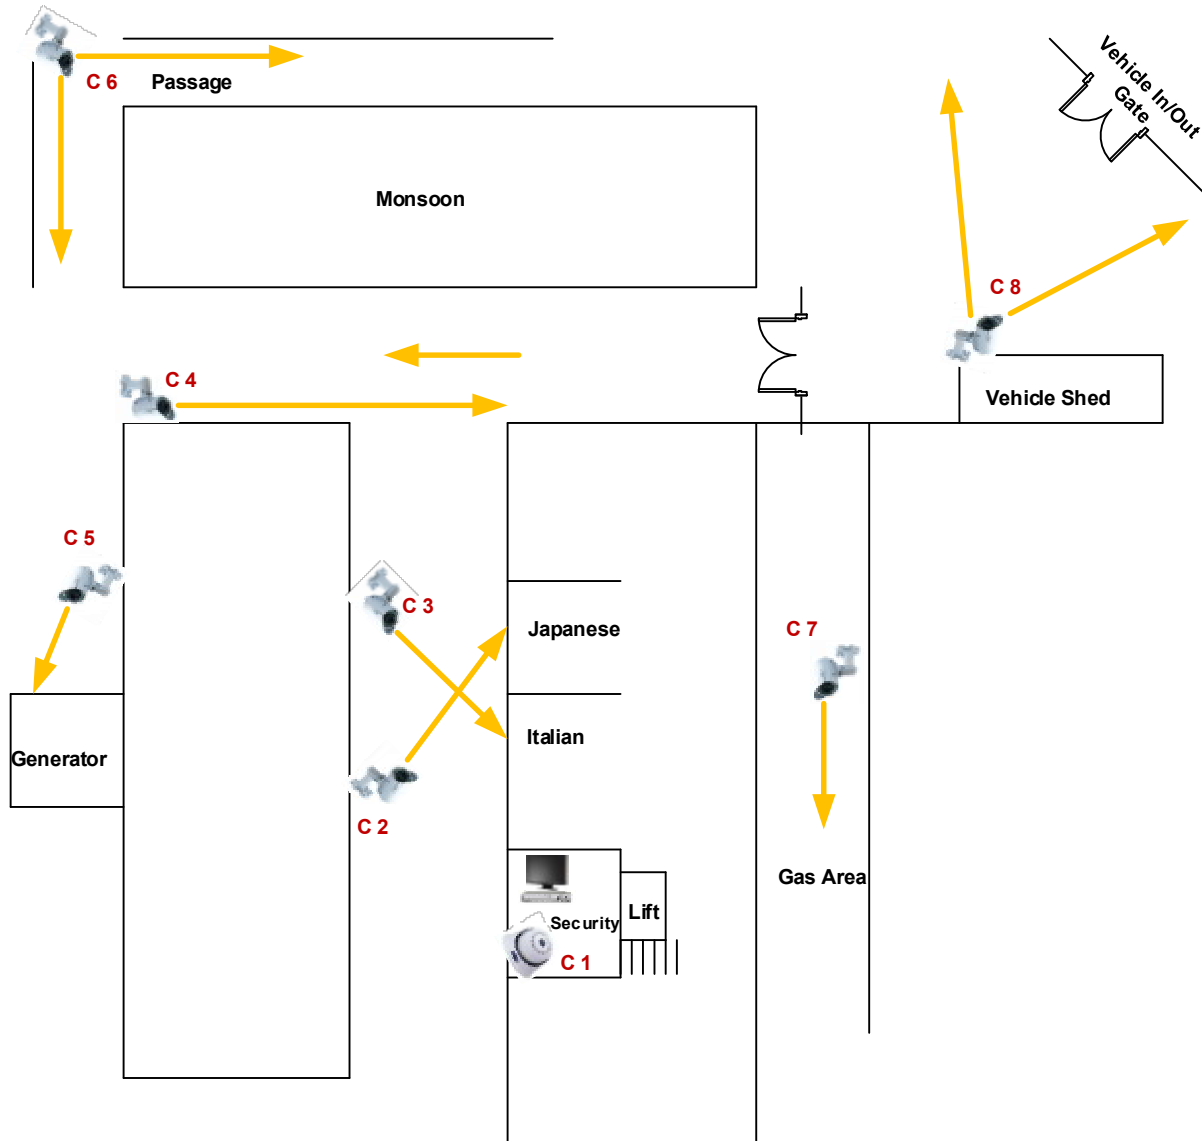 Vehicle In/Out
Gate
C 6
Passage
Monsoon
C 8
C 4
Vehicle Shed
C 5
C 3
Japanese
C 7
Italian
Generator
C 2
Gas Area
Security
Lift
C 1